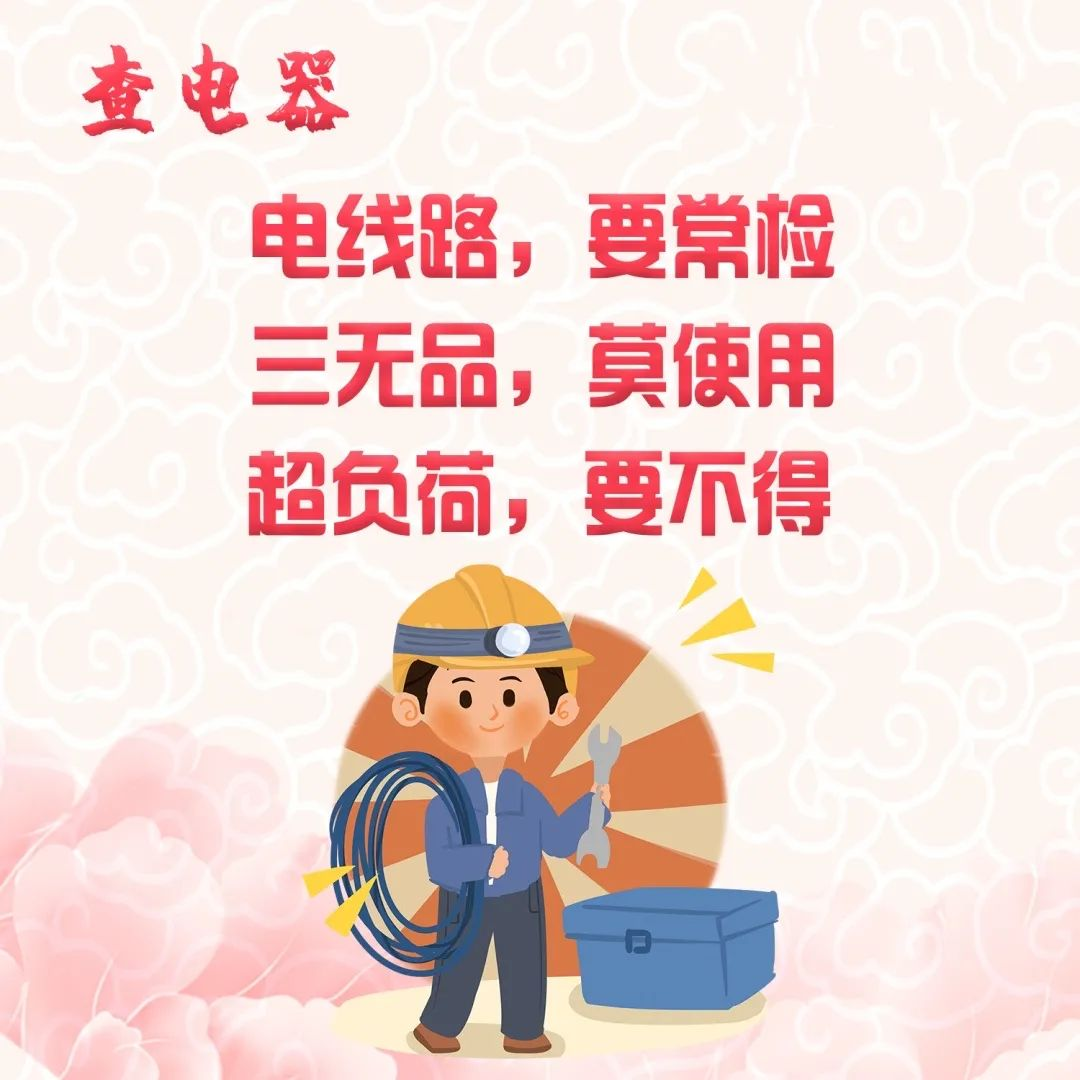 查电器
电线路，要常检
三无品，莫使用
超负荷，要不得